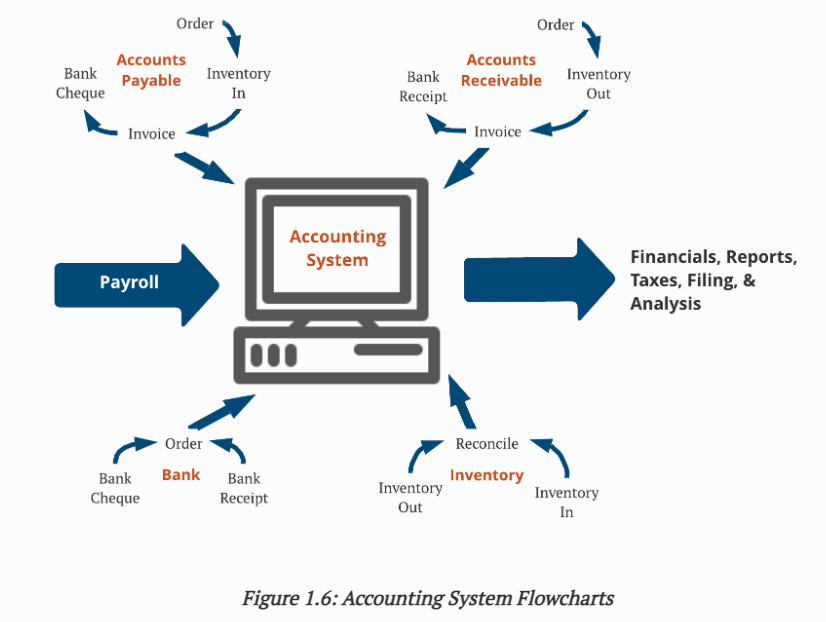 Order
Accounts
Payable
Bank
Cheque
Inventory
In
Invoice
Order
Accounts
Receivable
Bank
Receipt
Inventory
Out
Invoice
Accounting
System
Payroll
Financials, Reports,
Taxes, Filing, &
Analysis
Order
Bank
Bank
Cheque
Bank
Receipt
Reconcile
Inventory
Inventory
Out
Inventory
In
Figure 1.6: Accounting System Flowcharts